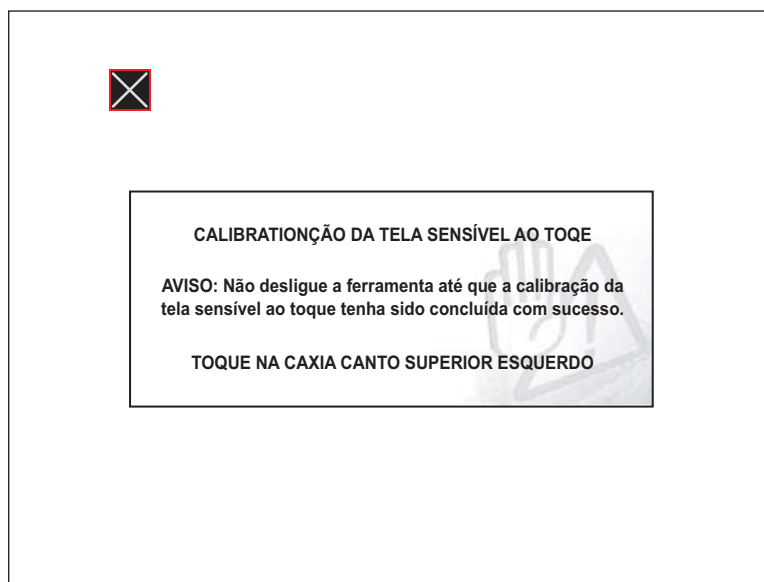 CALIBRATIONÇÃO DA TELA SENSÍVEL AO TOQE
AVISO: Não desligue a ferramenta até que a calibração da
tela sensível ao toque tenha sido concluída com sucesso.
TOQUE NA CAXIA CANTO SUPERIOR ESQUERDO